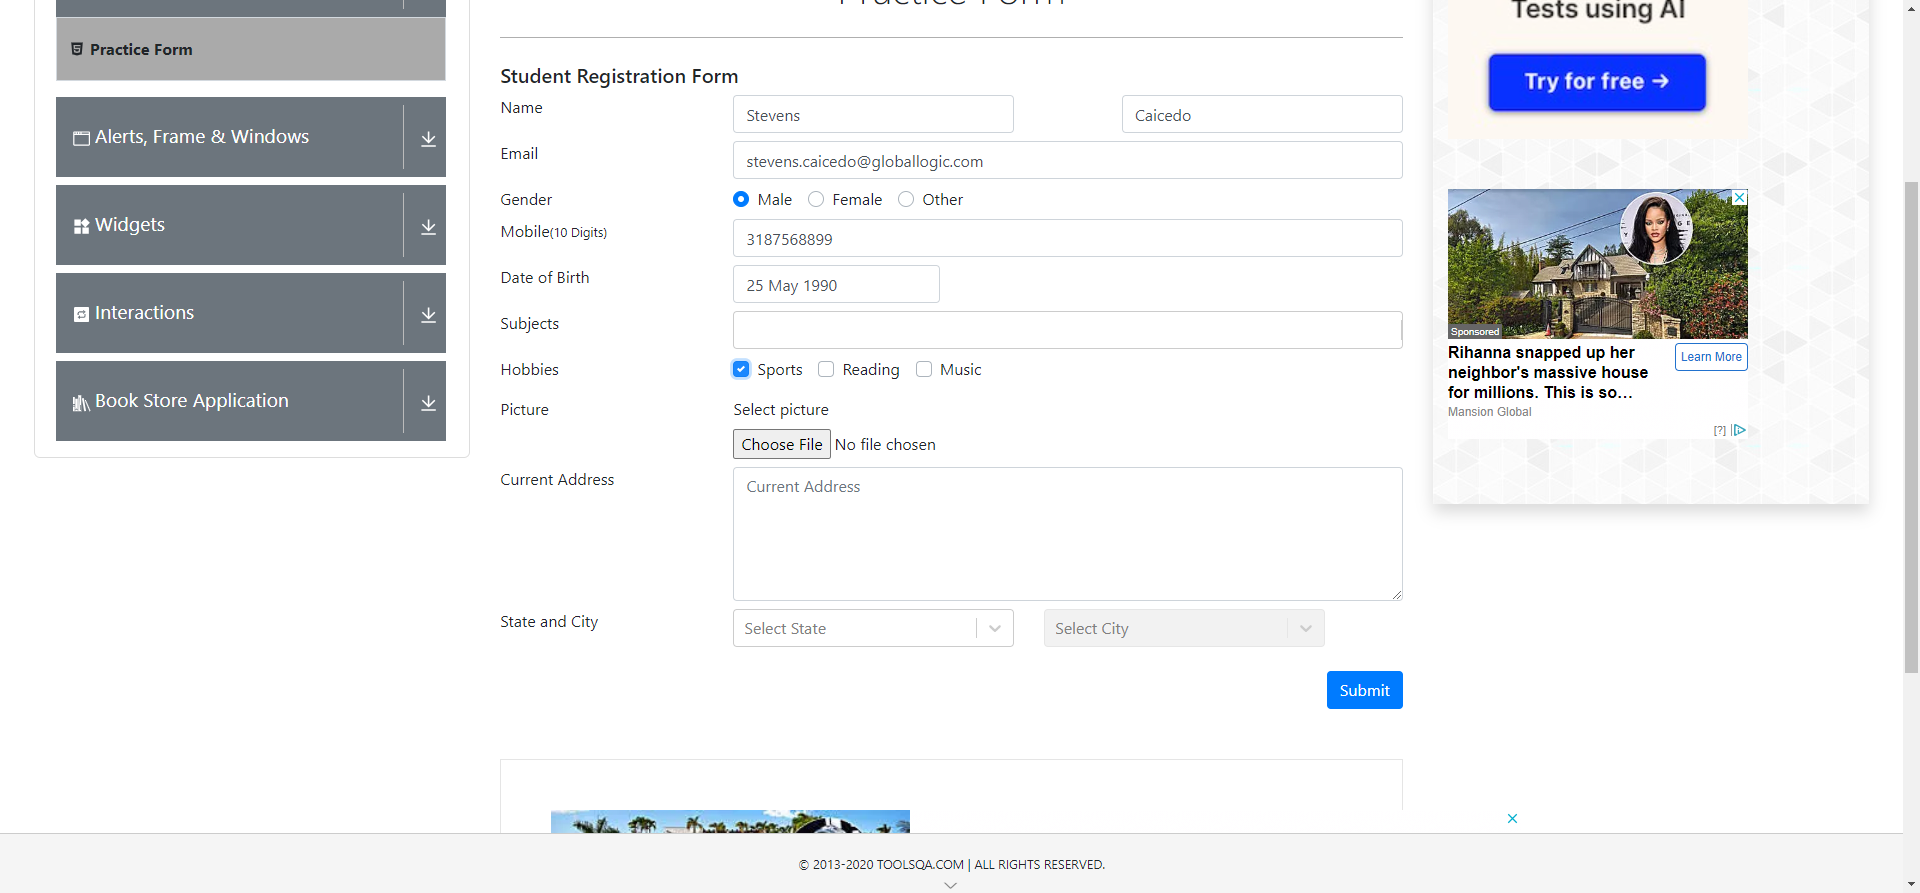 Practice Form
Practice Form
Alerts, Frame & Windows
Widgets
Interactions
Book Store Application
Student Registration Form
Name
Stevens
Caicedo
Email
stevens.caicedo@globallogic.com
Gender
Male
Female
Other
Mobile(10 Digits)
3187568899
Date of Birth
25 May 1990
Subjects
Hobbies
Sports
Reading
Music
Picture
Select picture
Choose File No file chosen
Current Address
Current Address
State and City
Select State
Select City
Submit
Tests using AI
Try for free →
Sponsored
Rihanna snapped up her
neighbor's massive house
for millions. This is so...
Learn More
Mansion Global
[?]
© 2013-2020 TOOLSQA.COM | ALL RIGHTS RESERVED.